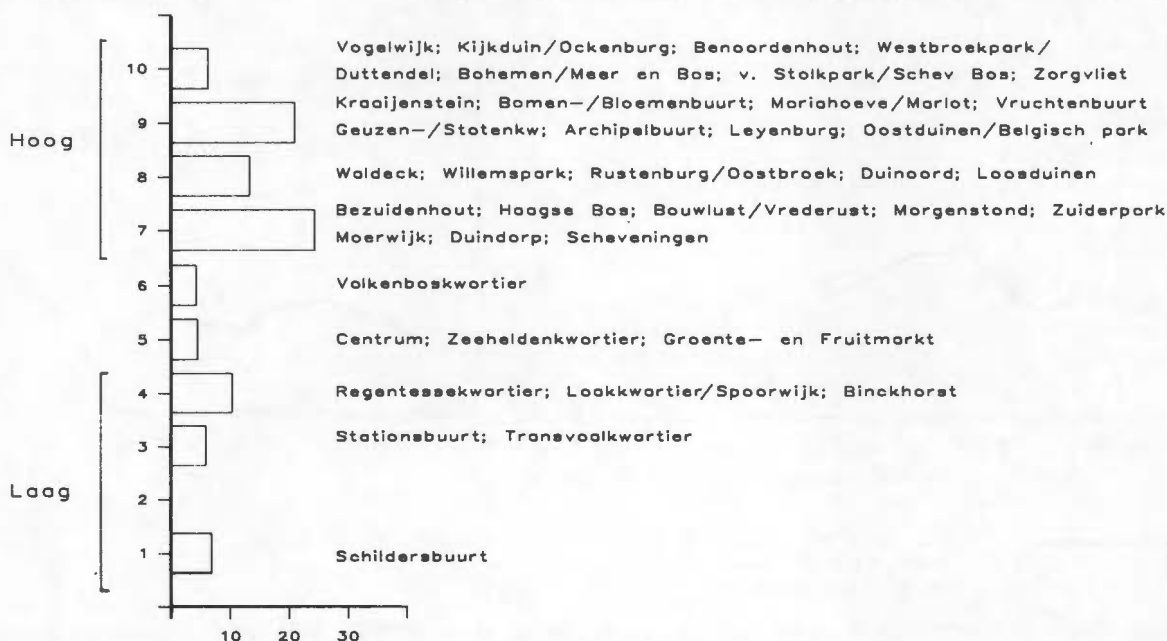 Vogelwijk; Kijkduin/Ockenburg; Benoordenhout; Westbroekpark/
10
Duttendel; Bohemen/Meer en Bos; v. Stolkpark/Schev Bos; Zorgvliet
Kraaijenstein; Bomen-/Bloemenbuurt; Mariahoeve/Marlot; Vruchtenbuurt
9
Hoog
Geuzen-/Statenkw; Archipelbuurt; Leyenburg; Oostduinen/Belgisch park
8
Waldeck; Willemspark; Rustenburg/Oostbroek; Duinoord; Loosduinen
Bezuidenhout; Haagse Bos; Bouwlust/Vrederust; Morgenstond; Zuiderpark
7
Moerwijk; Duindorp; Scheveningen
6
Valkenboskwartier
5
Centrum; Zeeheldenkwartier; Groente- en Fruitmarkt
4
Regentessekwartier; Laakkwartier/Spoorwijk; Binckhorst
3
Stationsbuurt; Transvaalkwartier
Laag
2
1
Schildersbuurt
10 20 30